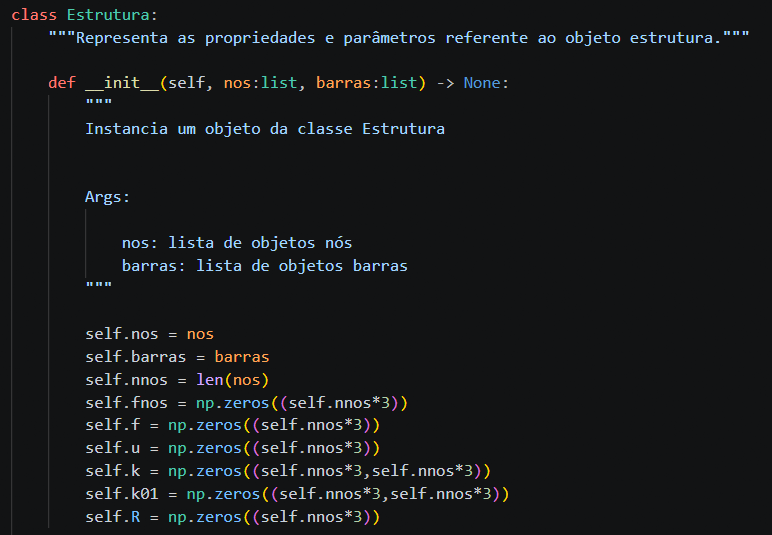 class Estrutura:
"""Representa as propriedades e parâmetros referente ao objeto estrutura."""
def __init__(self, nos:list, barras:list) -> None:
"""
Instancia um objeto da classe Estrutura
Args:
nos: lista de objetos nós
barras: lista de objetos barras
"""
self.nos = nos
self.barras = barras
self.nnos = len(nos)
self.fnos = np.zeros((self.nnos*3))
self.f = np.zeros((self.nnos*3))
self.u = np.zeros((self.nnos*3))
self.k = np.zeros((self.nnos*3,self.nnos*3))
self.k01 = np.zeros((self.nnos*3,self.nnos*3))
self.R = np.zeros((self.nnos*3))